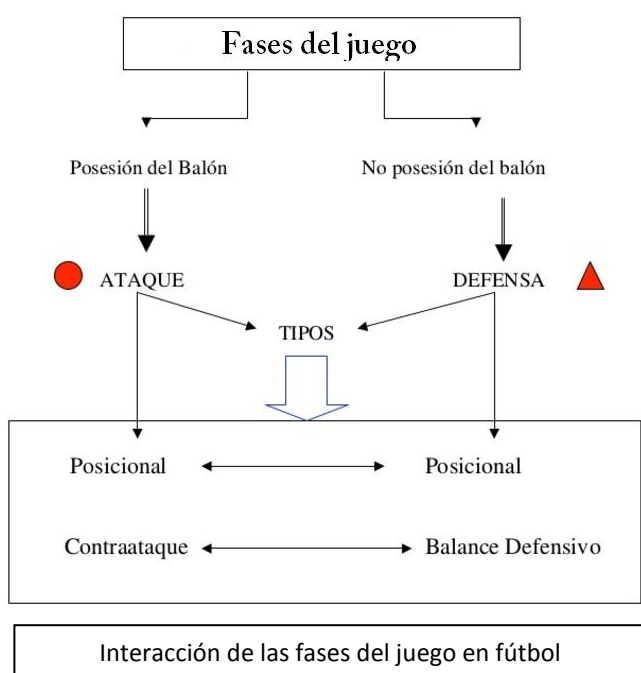 Fases del juego
Posesión del Balón
No posesión del balón
ATAQUE
DEFENSA
TIPOS
Posicional
Posicional
Contraataque
Balance Defensivo
Interacción de las fases del juego en fútbol